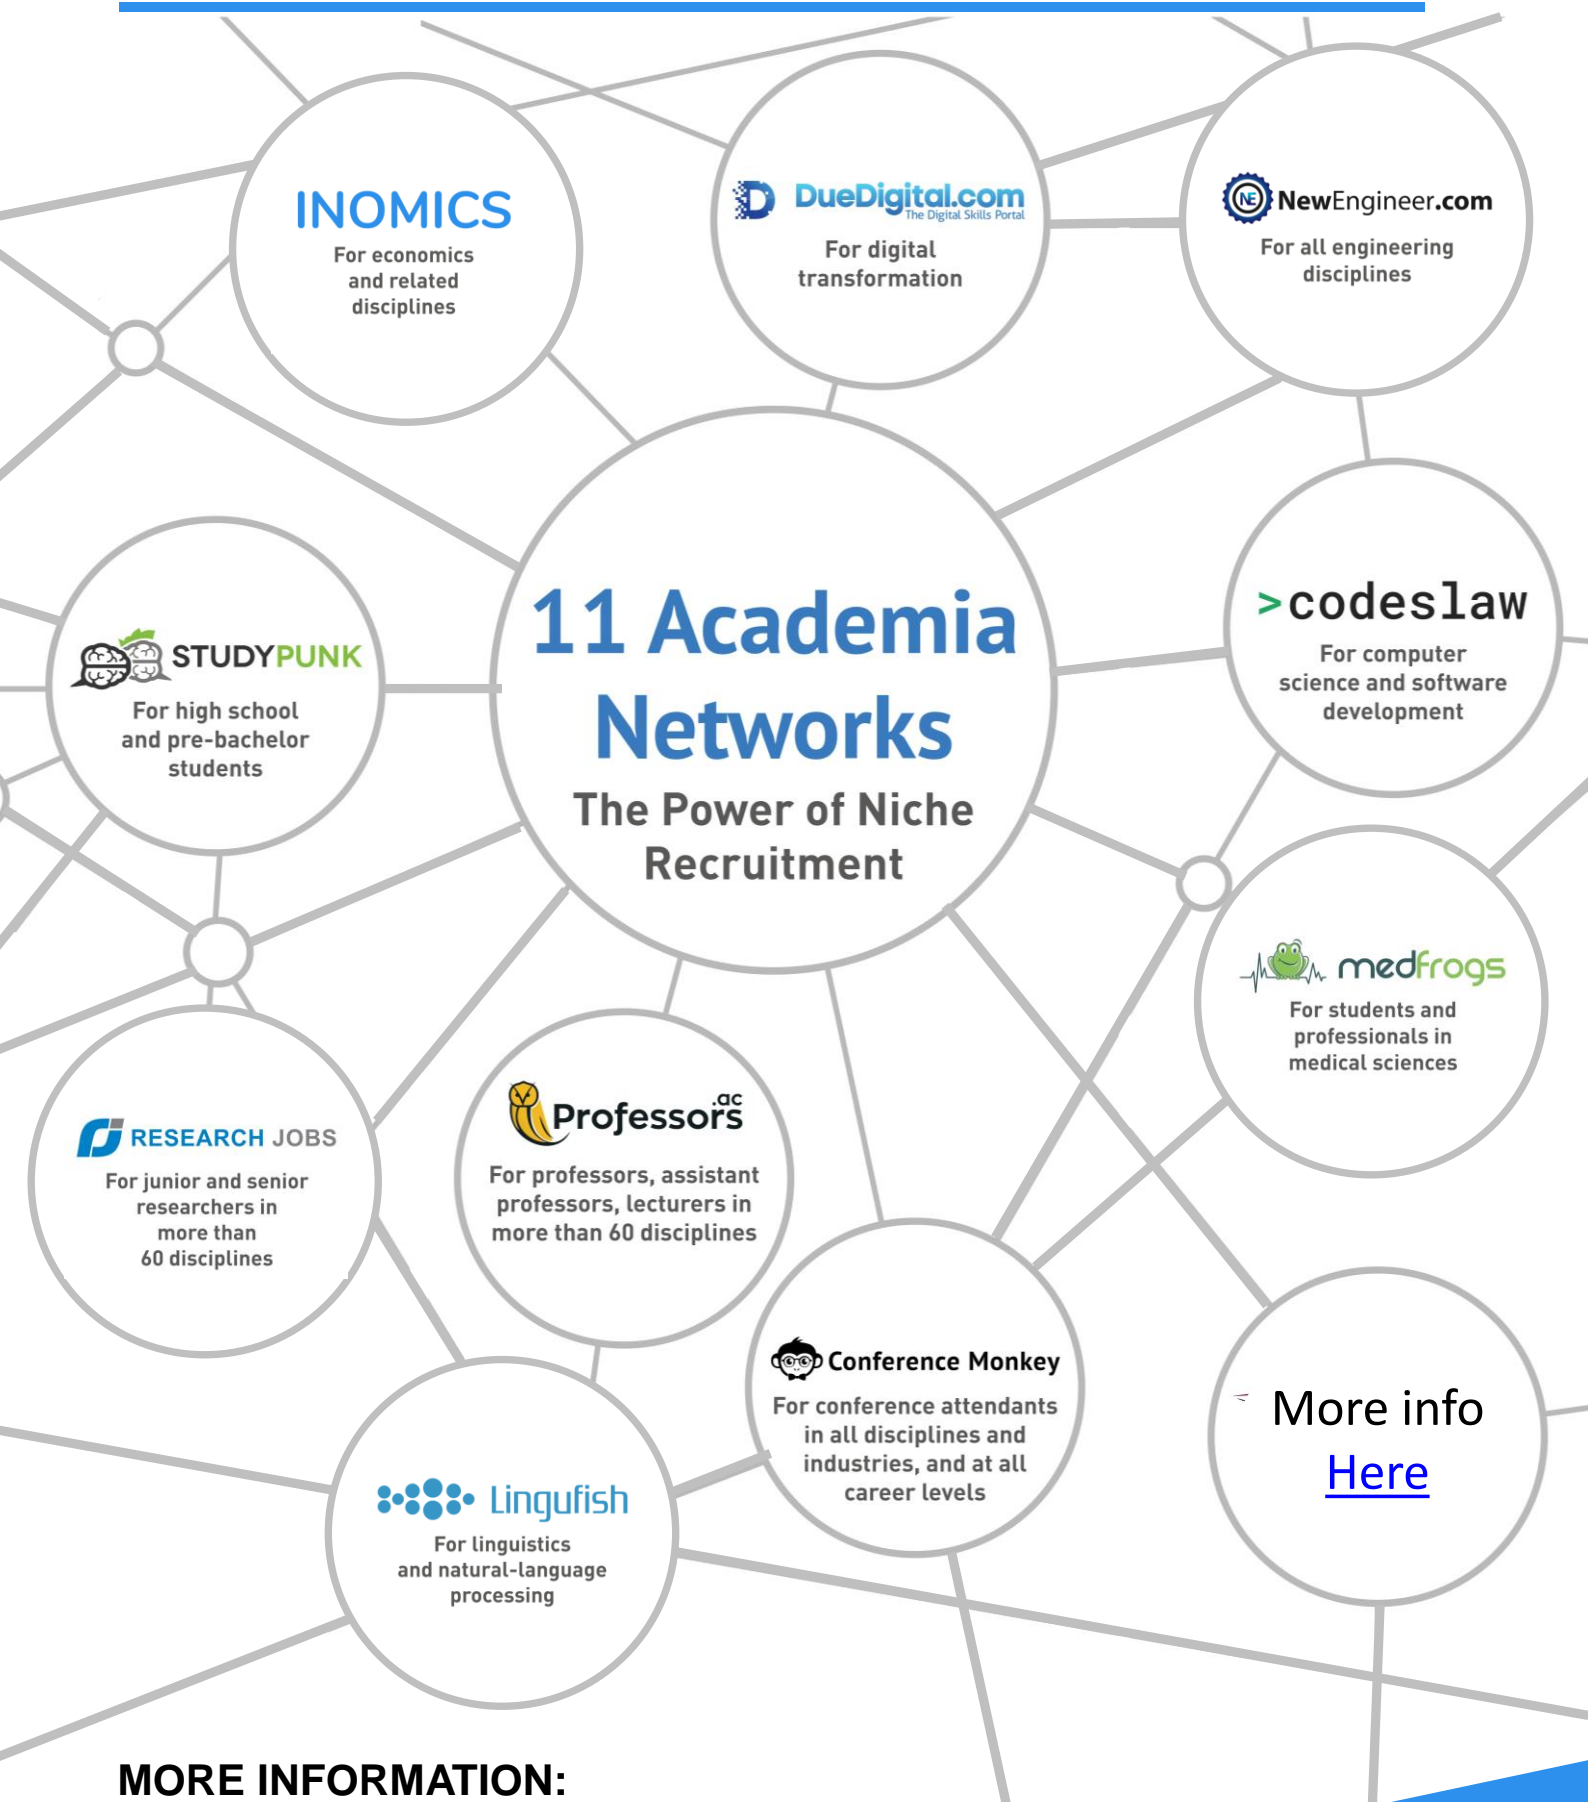 INOMICS
For economics
and related
disciplines
DueDigital.com
The Digital Skills Portal
For digital
transformation
NE
NewEngineer.com
For all engineering
disciplines
11 Academia
Networks
The Power of Niche
Recruitment
STUDYPUNK
For high school
and pre-bachelor
students
>codeslaw
For computer
science and software
development
medfrogs
For students and
professionals in
medical sciences
RESEARCH JOBS
For junior and senior
researchers in
more than
60 disciplines
Professors.ac
For professors, assistant
professors, lecturers in
more than 60 disciplines
Conference Monkey
For conference attendants
in all disciplines and
industries, and at all
career levels
More info
Here
Lingufish
For linguistics
and natural-language
processing
MORE INFORMATION: